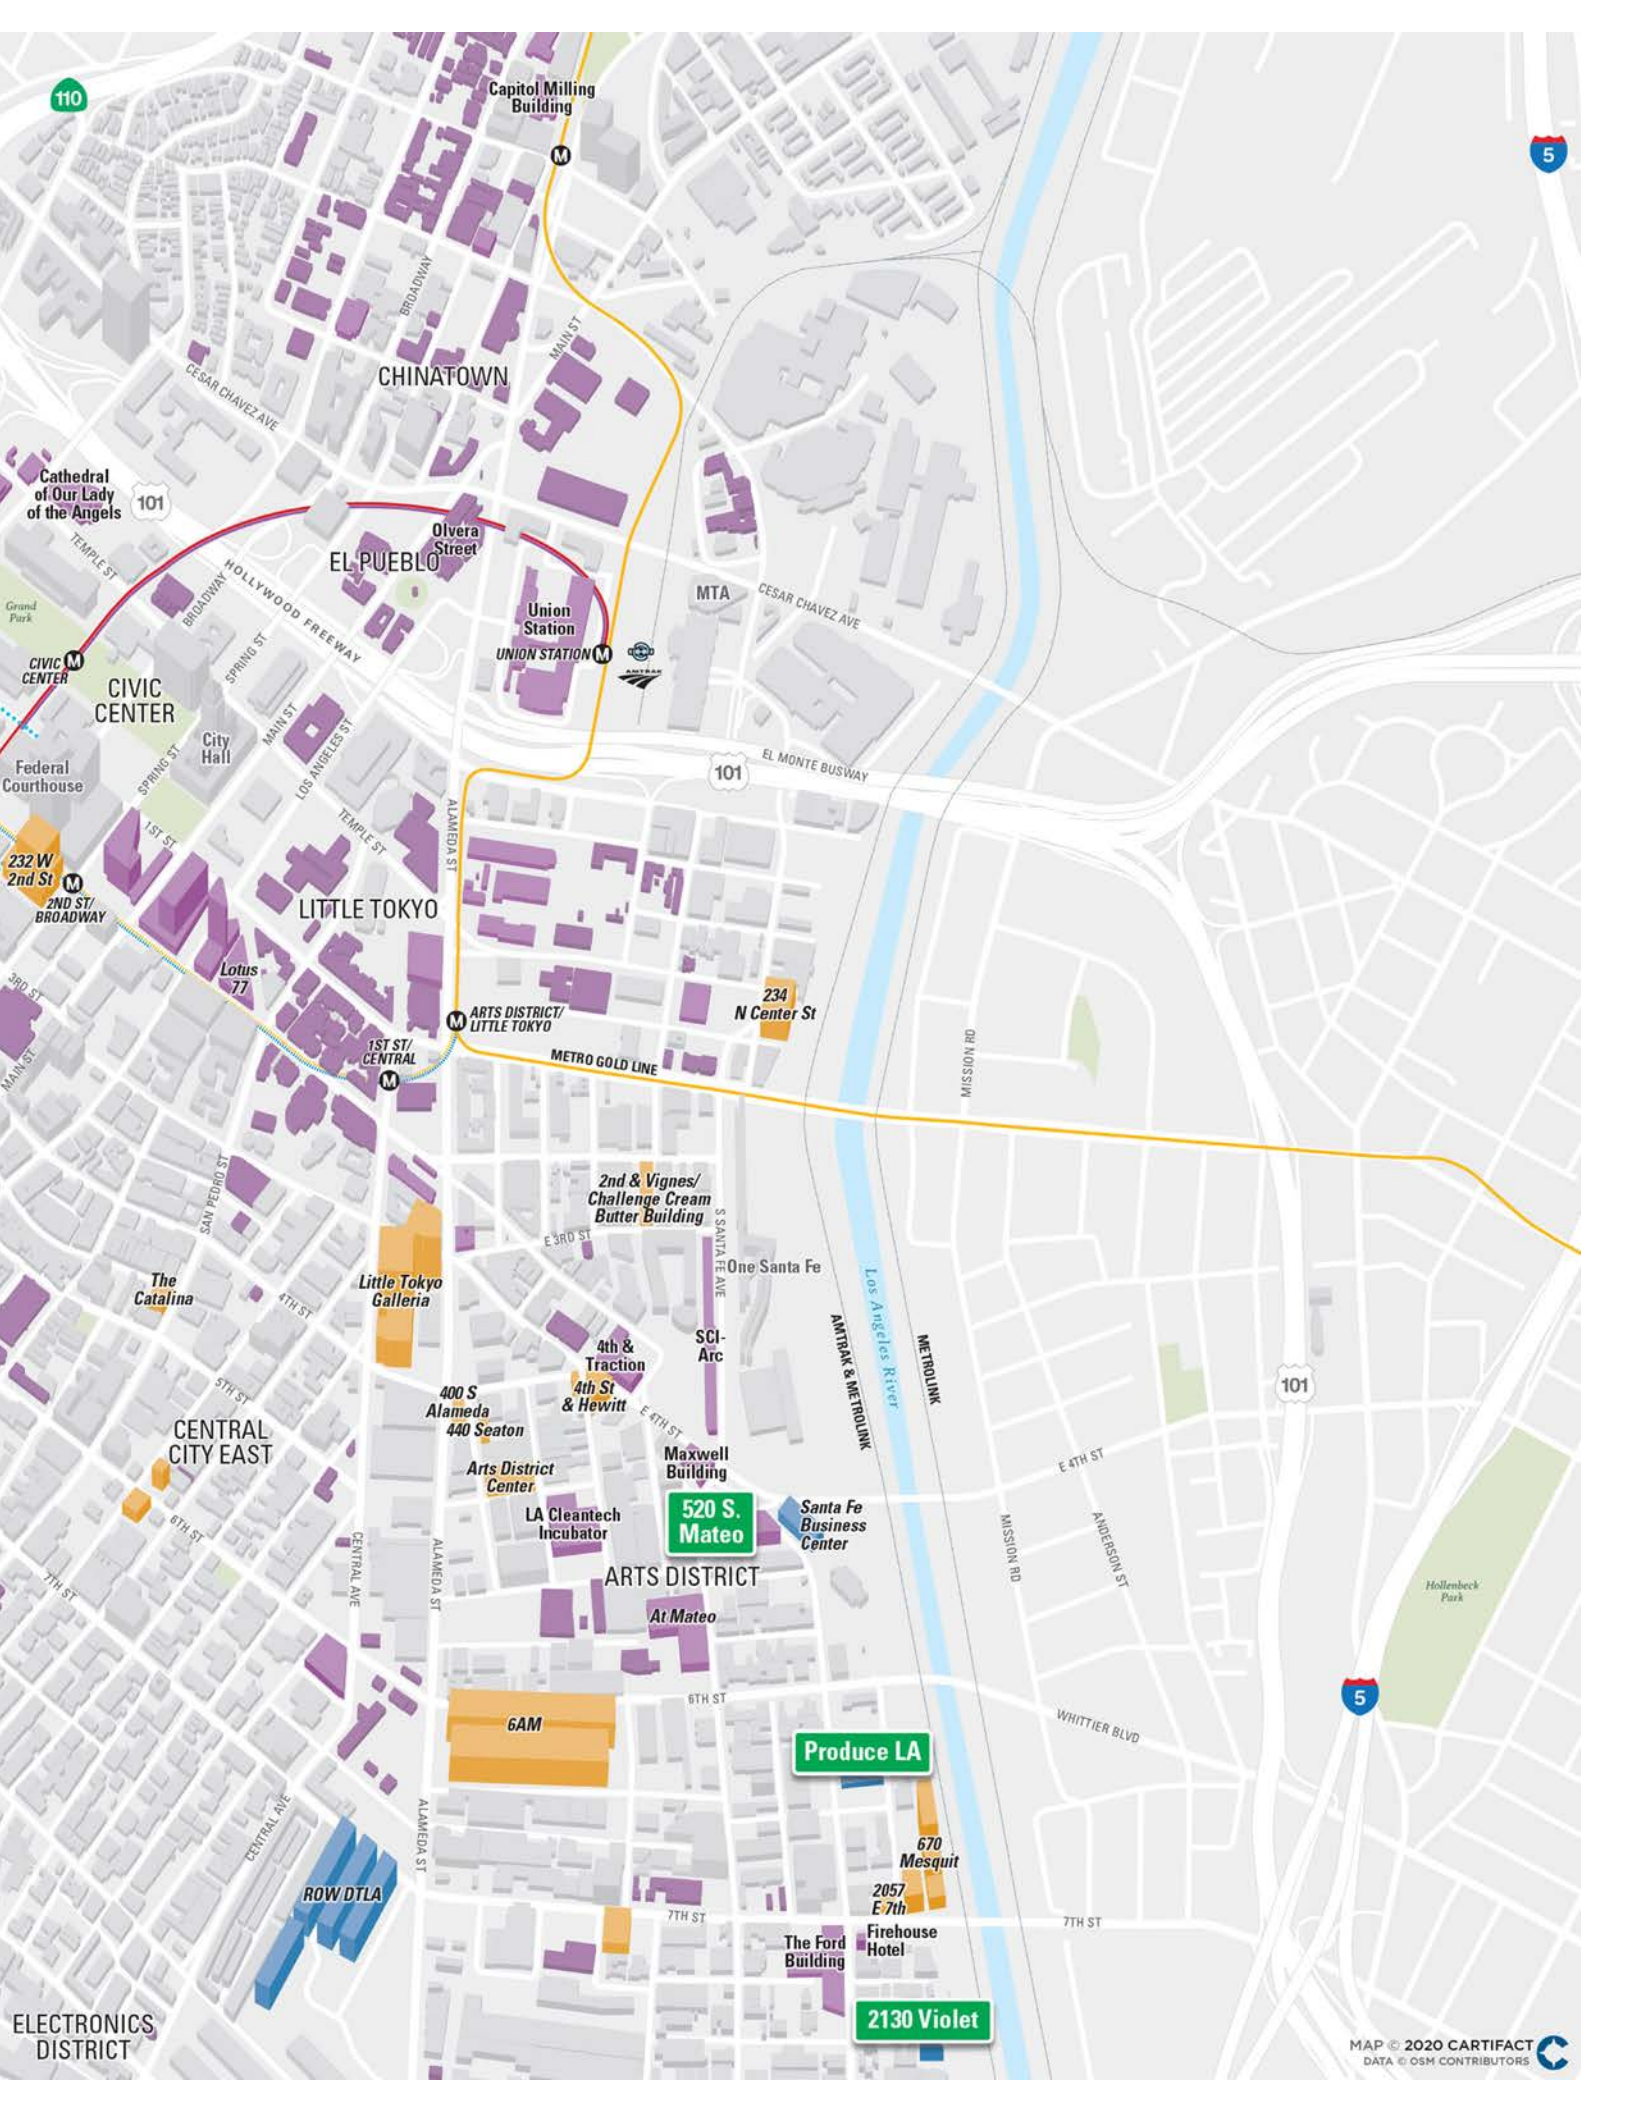 110
Capitol Milling
Building
M
5
BROADWAY
MAIN ST
CHINATOWN
CESAR CHAVEZ AVE
Cathedral
of Our Lady
of the Angels
101
Olvera
Street
EL PUEBLO
TEMPLE ST
HOLLYWOOD FREEWAY
BROADWAY
Grand
Park
MTA
CESAR CHAVEZ AVE
Union
Station
UNION STATION M
AMTRAK
SPRING ST
CIVIC
CENTER
M
CIVIC
CENTER
MAIN ST
LOS ANGELES ST
City
Hall
SPRING ST
Federal
Courthouse
101
EL MONTE BUSWAY
ALAMEDA ST
TEMPLE ST
1ST ST
232 W
2nd St
M
2ND ST/
BROADWAY
LITTLE TOKYO
Lotus
77
3RD ST
234
N Center St
M
ARTS DISTRICT/
LITTLE TOKYO
1ST ST/
CENTRAL
M
METRO GOLD LINE
MAIN ST
MISSION RD
SAN PEDRO ST
2nd & Vignes/
Challenge Cream
Butter Building
S SANTA FE AVE
E 3RD ST
One Santa Fe
The
Catalina
4TH ST
Little Tokyo
Galleria
Los Angeles River
AMTRAK & METROLINK
METROLINK
SCI-
Arc
4th &
Traction
4th St
& Hewitt
5TH ST
400 S
Alameda
440 Seaton
E 4TH ST
101
CENTRAL
CITY EAST
Maxwell
Building
Arts District
Center
E 4TH ST
520 S.
Mateo
LA Cleantech
Incubator
Santa Fe
Business
Center
6TH ST
CENTRAL AVE
ALAMEDA ST
MISSION RD
ANDERSON ST
ARTS DISTRICT
7TH ST
At Mateo
Hollenbeck
Park
6TH ST
5
6AM
WHITTIER BLVD
Produce LA
CENTRAL AVE
ALAMEDA ST
670
Mesquit
ROW DTLA
2057
E 7th
7TH ST
7TH ST
The Ford
Building
Firehouse
Hotel
2130 Violet
ELECTRONICS
DISTRICT
MAP © 2020 CARTIFACT
DATA © OSM CONTRIBUTORS